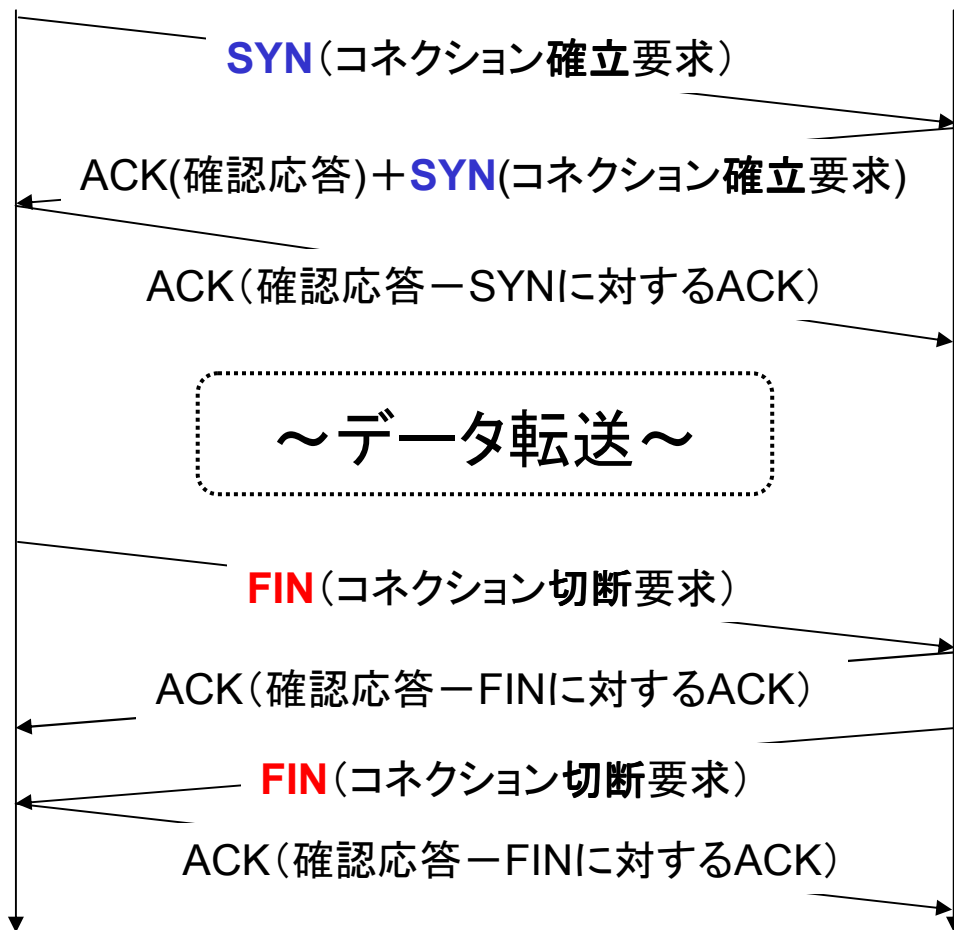 SYN（コネクション確立要求）
ACK(確認応答)＋SYN(コネクション確立要求)
ACK（確認応答－SYNに対するACK）
～データ転送～
FIN（コネクション切断要求）
ACK（確認応答－FINに対するACK）
FIN（コネクション切断要求）
ACK（確認応答－FINに対するACK）